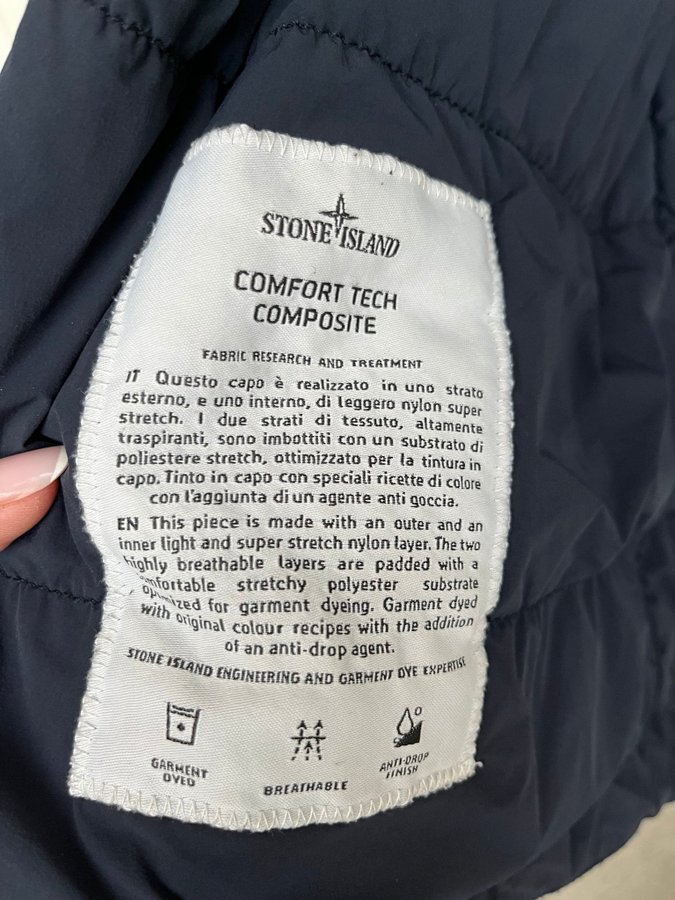 STONE ISLAND
COMFORT TECH
COMPOSITE
FABRIC RESEARCH AND TREATMENT
IT Questo capo è realizzato in uno strato
esterno, e uno interno, di leggero nylon super
stretch. I due strati di tessuto, altamente
traspiranti, sono imbottiti con un substrato di
poliestere stretch, ottimizzato per la tintura in
capo. Tinto in capo con speciali ricette di colore
con l'aggiunta di un agente anti goccia.
EN This piece is made with an outer and an
inner light and super stretch nylon layer. The two
highly breathable layers are padded with a
comfortable stretchy polyester substrate
optimized for garment dyeing. Garment dyed
with original colour recipes with the addition
of an anti-drop agent.
STONE ISLAND ENGINEERING AND GARMENT DYE EXPERTISE
GARMENT
DYED
BREATHABLE
ANTI-DROP
FINISH